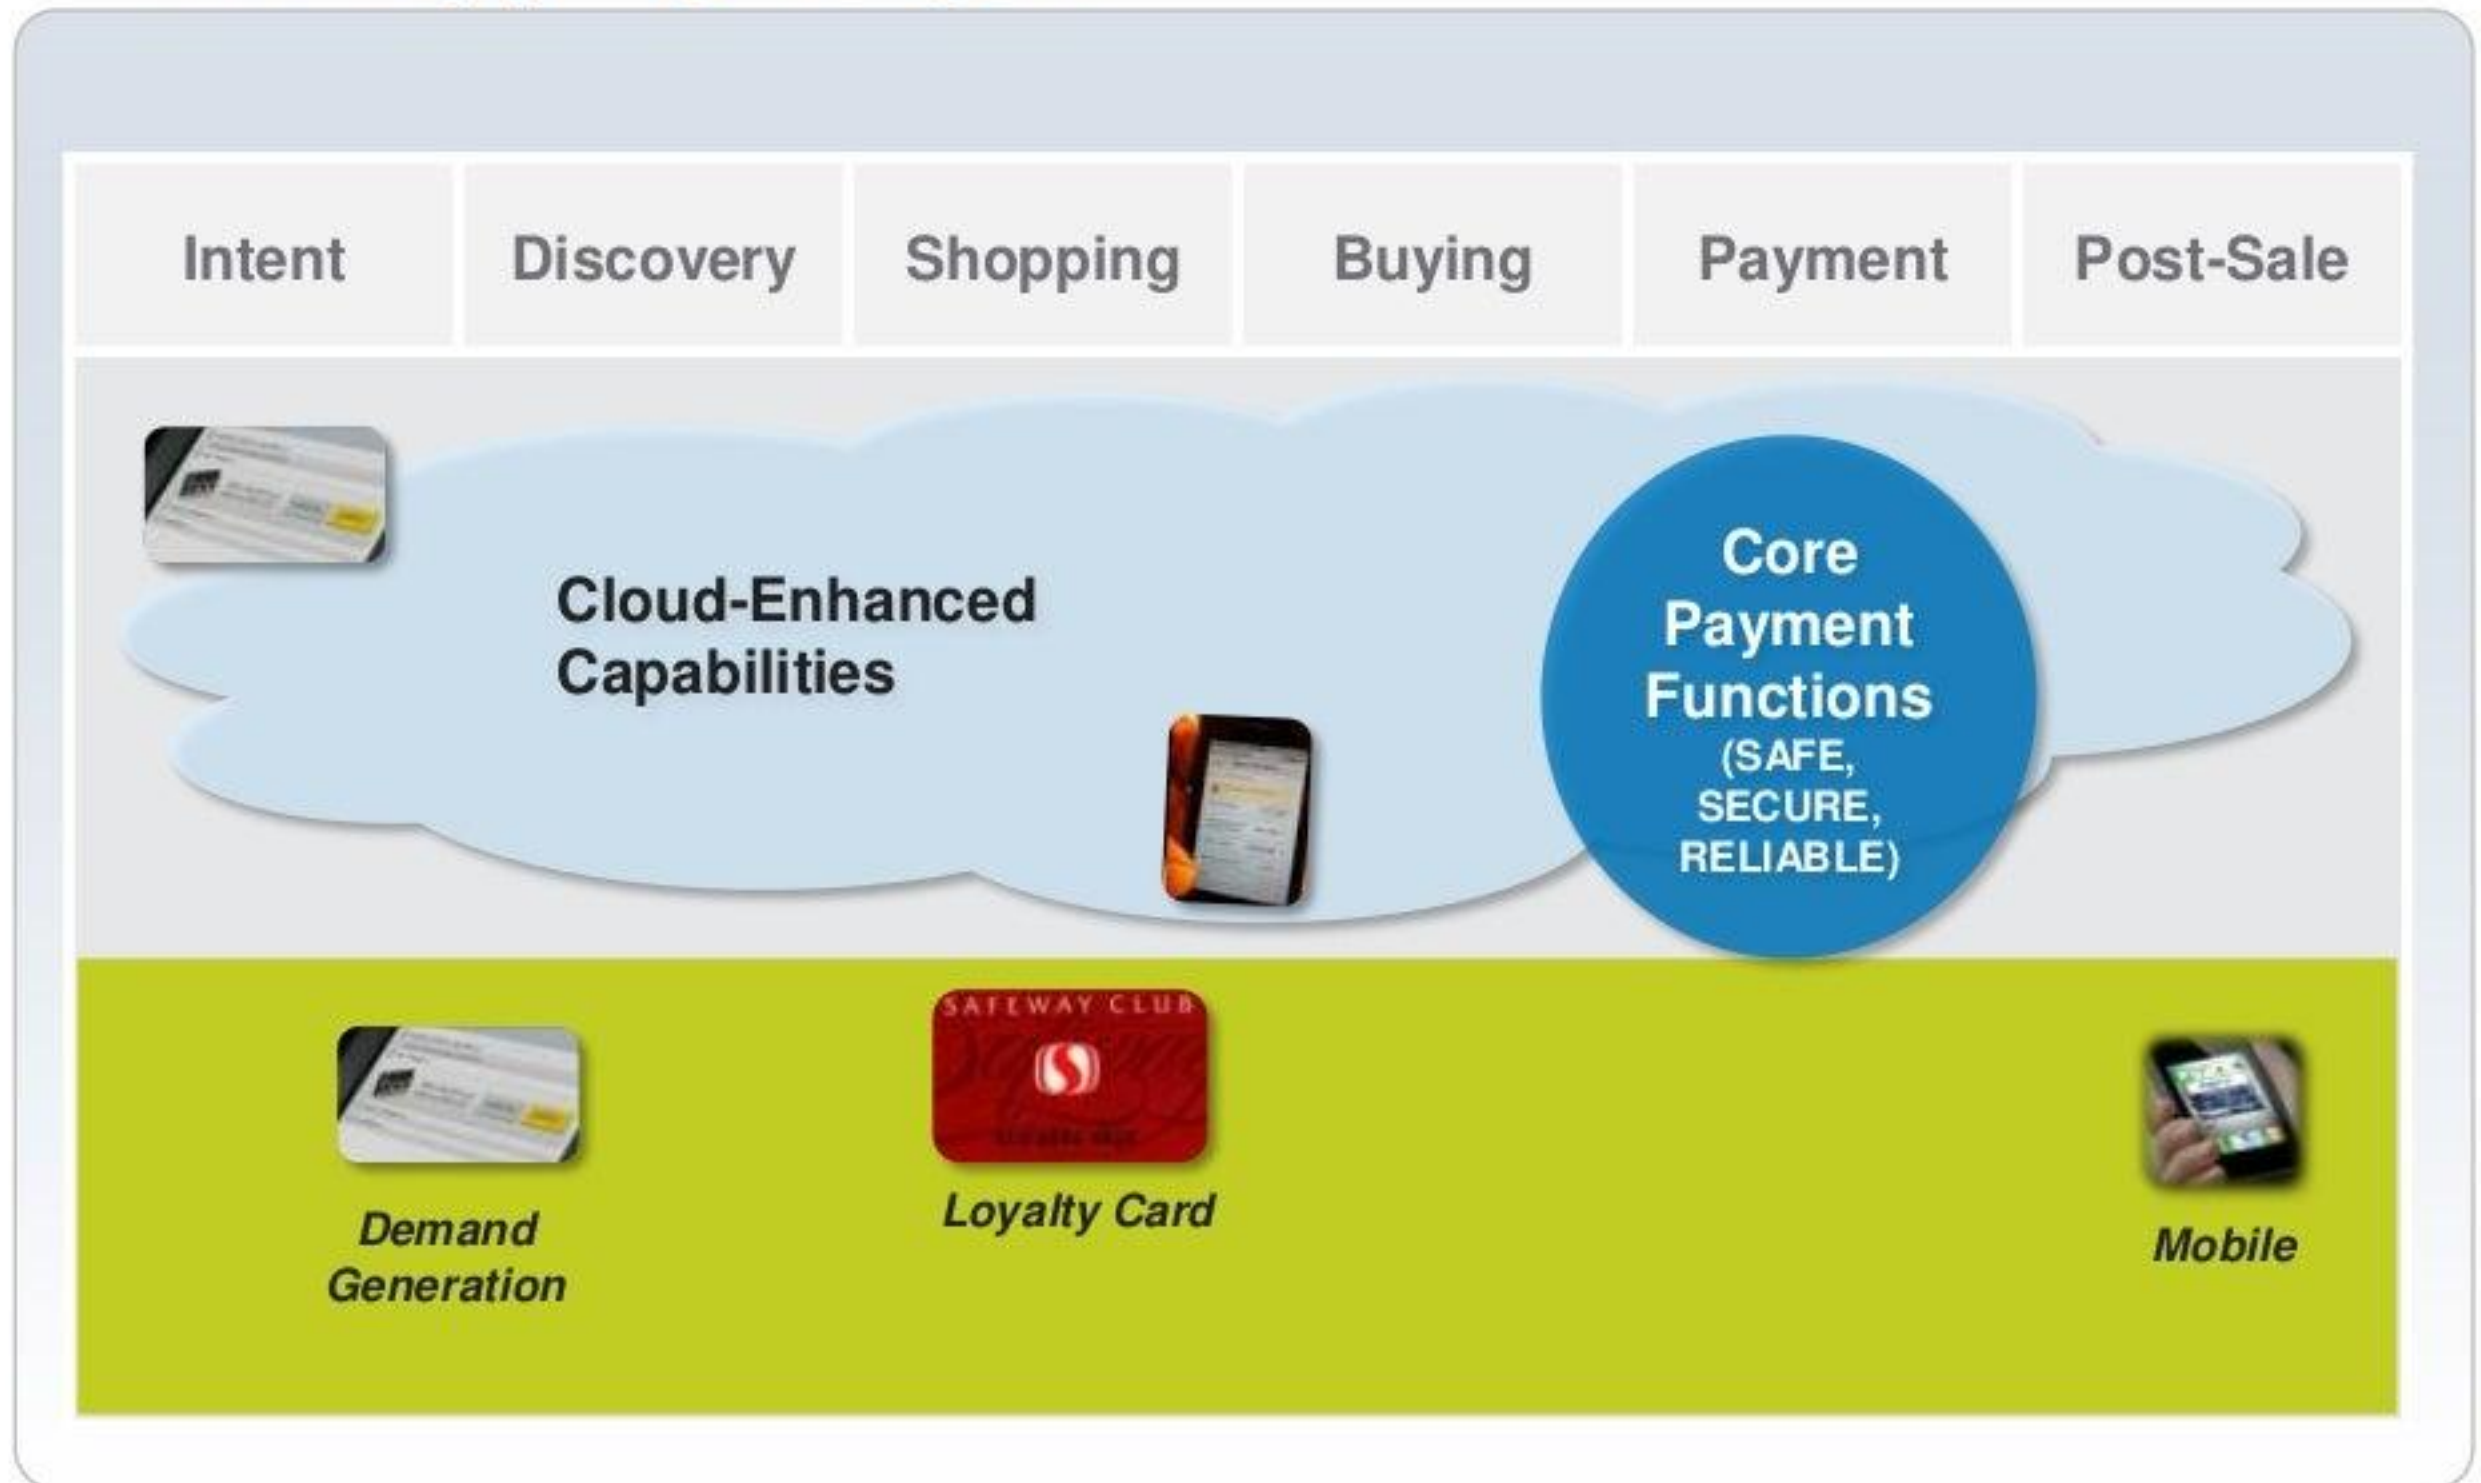 Intent
Discovery
Shopping
Buying
Payment
Post-Sale
Cloud-Enhanced
Capabilities
Core
Payment
Functions
(SAFE,
SECURE,
RELIABLE)
SAFEWAY CLUB
Demand
Generation
Loyalty Card
Mobile